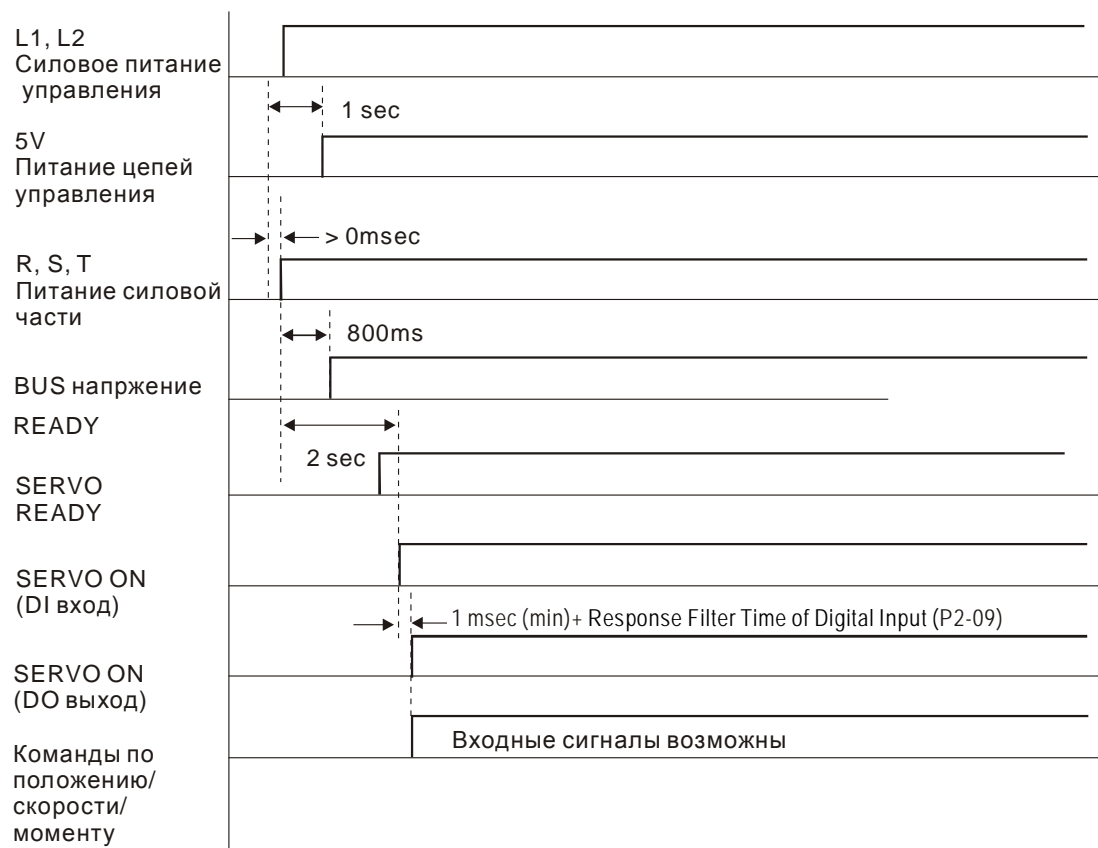 L1, L2
Силовое питание
управления
1 sec
5V
Питание цепей
управления
> 0msec
R, S, T
Питание силовой
части
800ms
BUS напржение
READY
2 sec
SERVO
READY
SERVO ON
(DI вход)
1 msec (min)+ Response Filter Time of Digital Input (P2-09)
SERVO ON
(DO выход)
Входные сигналы возможны
Команды по
положению/
скорости/
моменту